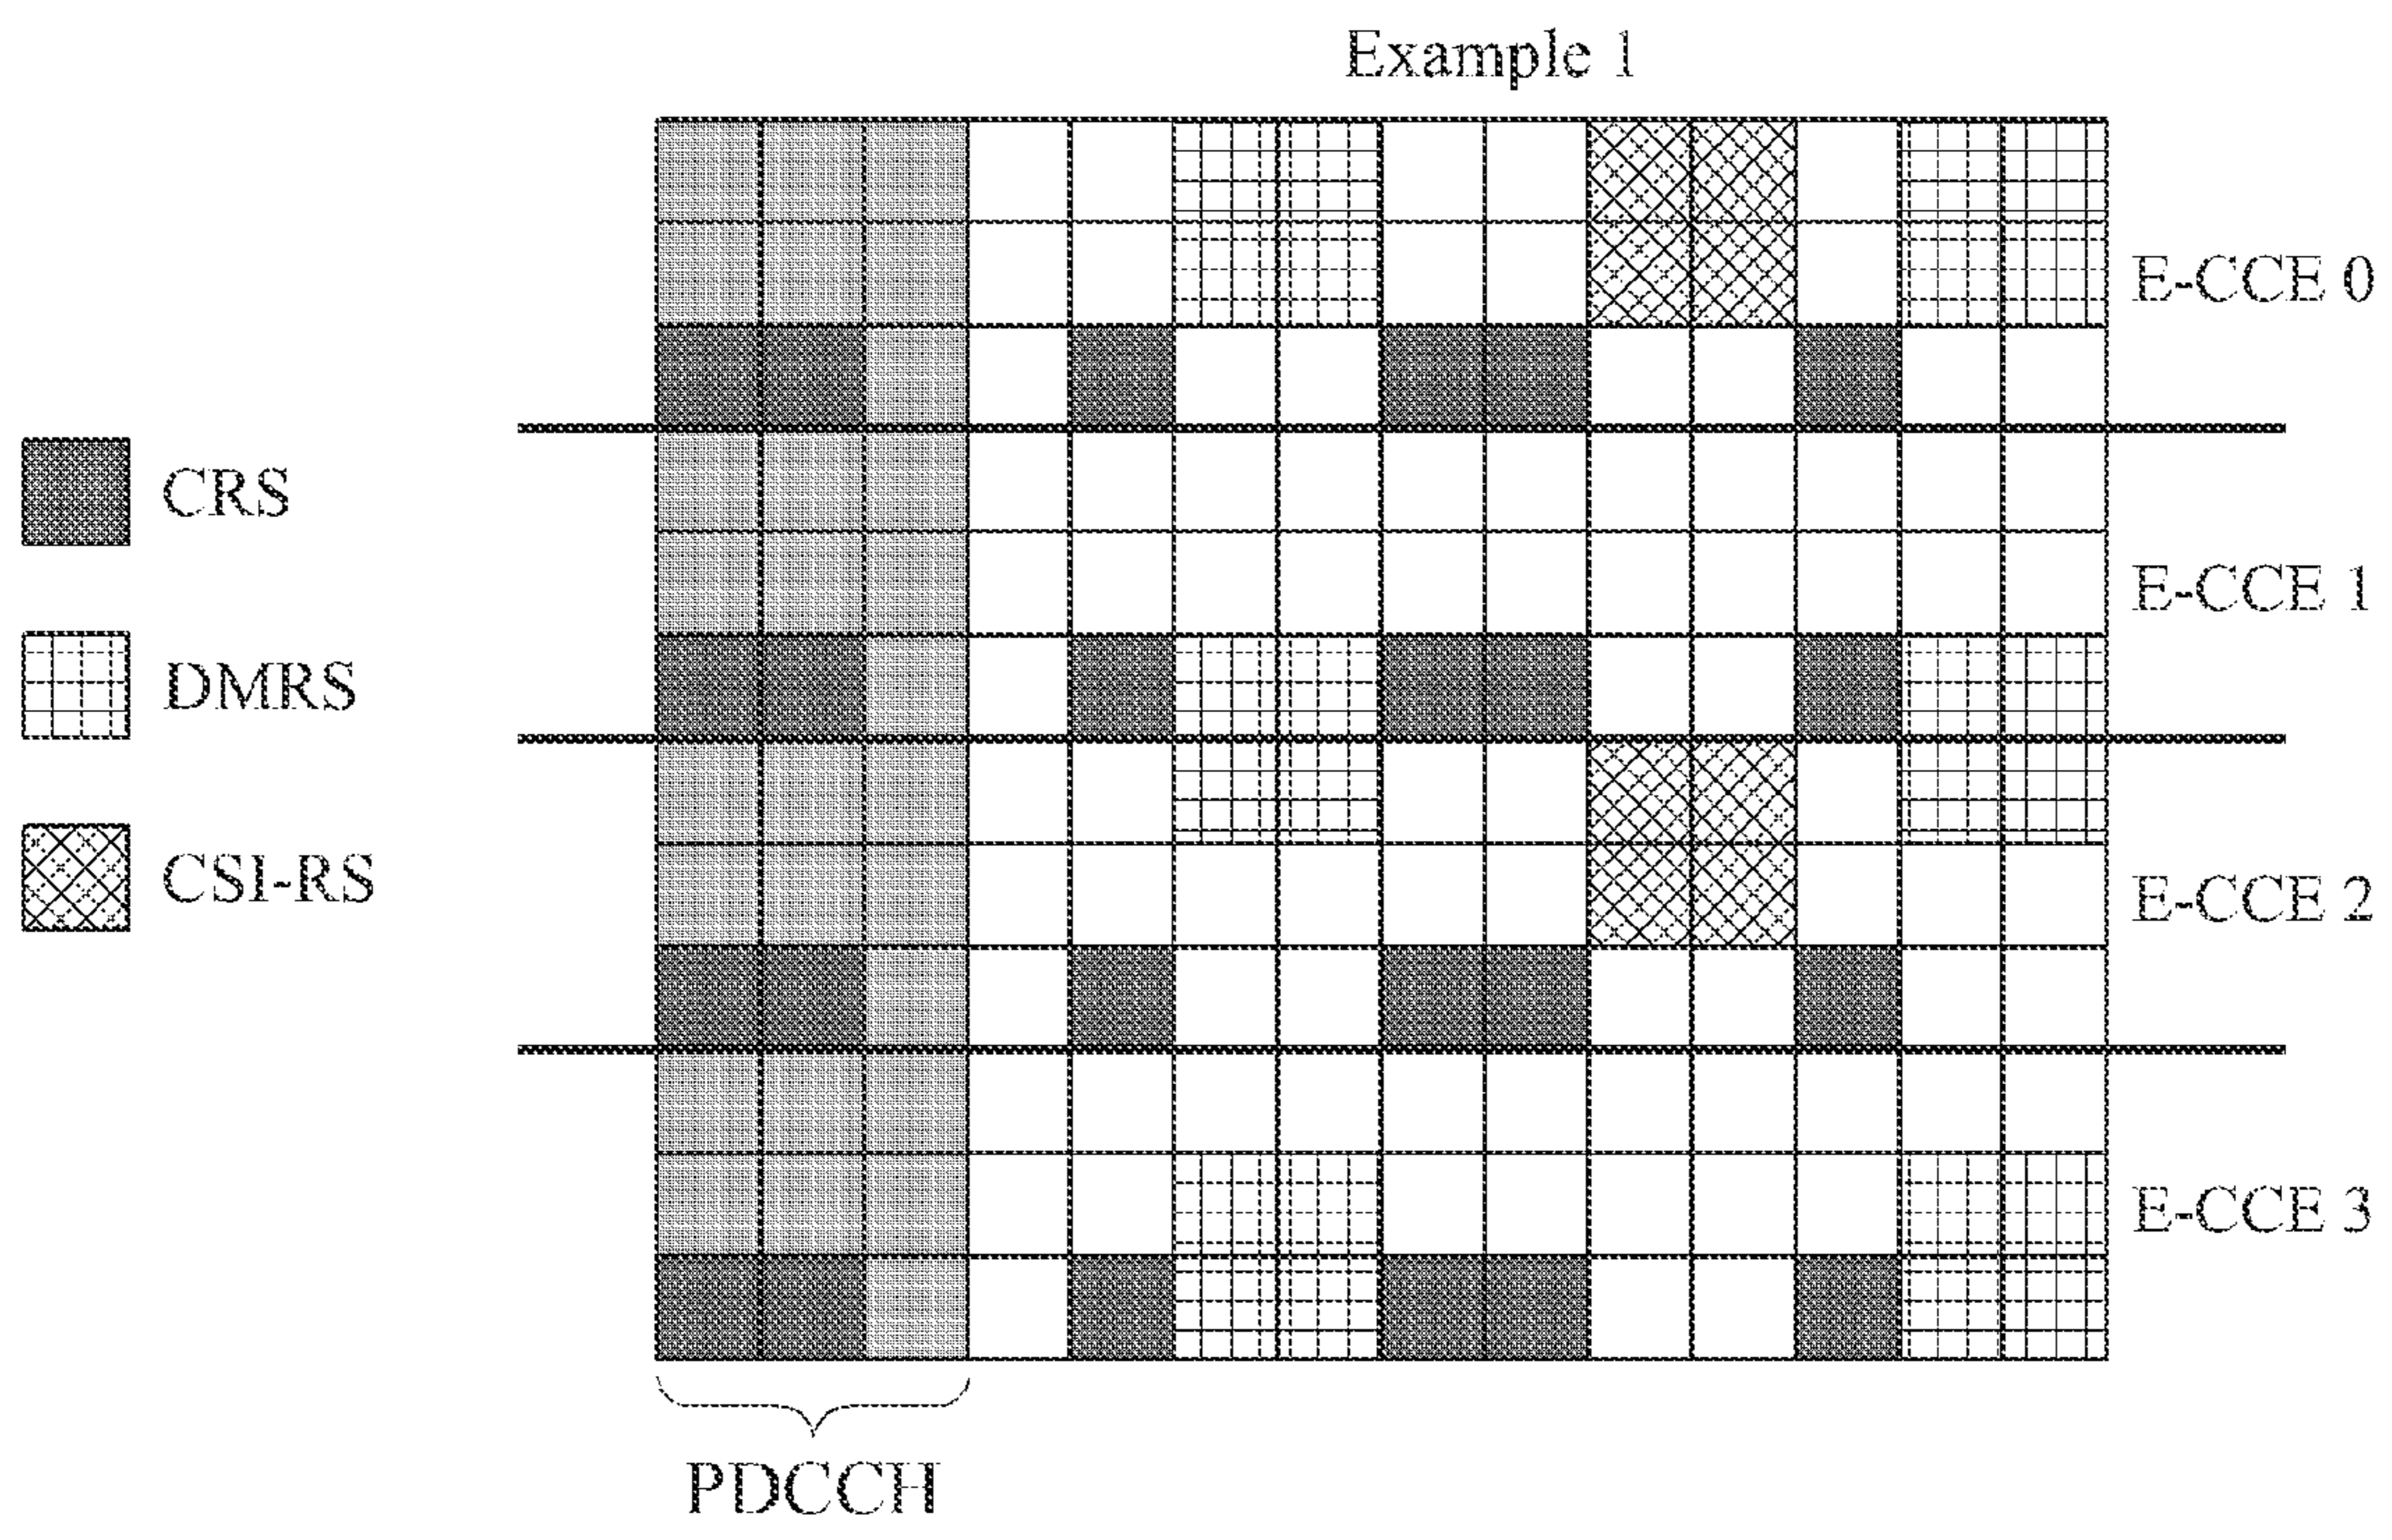 Example 1
E-CCE 0
CRS
E-CCE 1
DMRS
CSI-RS
E-CCE 2
E-CCE 3
PDCCH